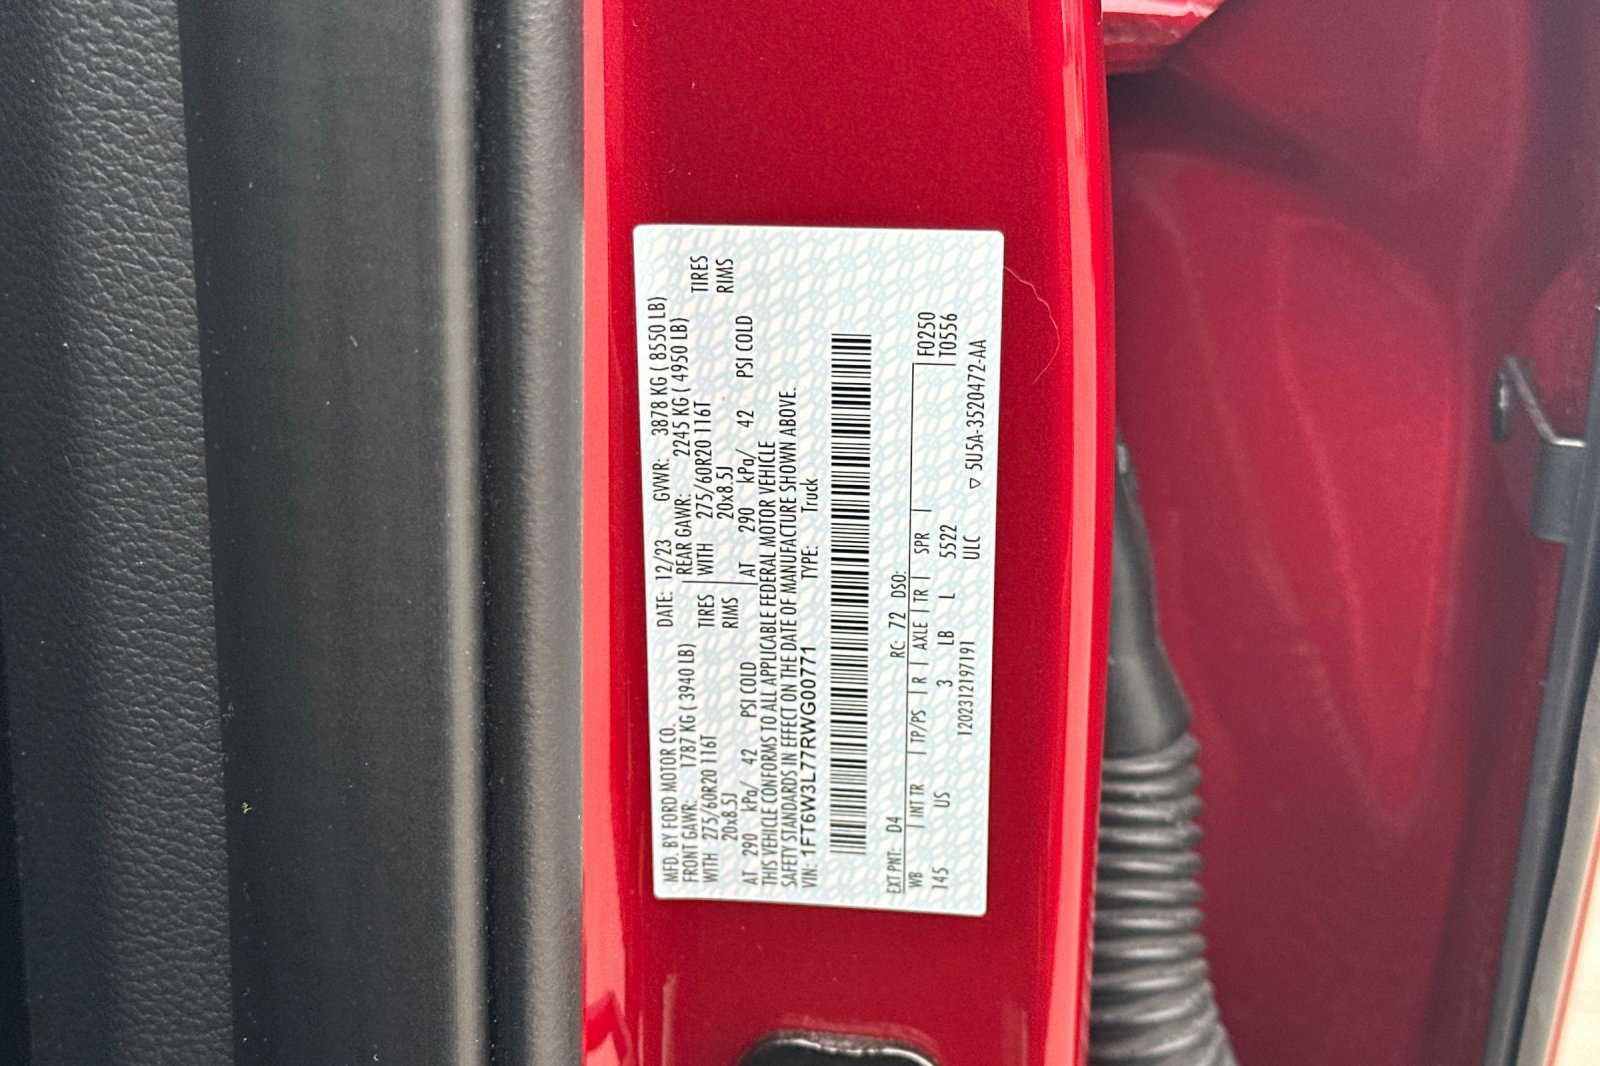 MFD. BY FORD MOTOR CO.
DATE: 12/23 GVWR: 3878 KG ( 8550 LB)
FRONT GAWR: 1787 KG ( 3940 LB) REAR GAWR: 2245 KG ( 4950 LB)
WITH 275/60R20 116T TIRES WITH 275/60R20 116T TIRES
20x8.5J RIMS 20x8.5J RIMS
AT 290 kPa/ 42 PSI COLD AT 290 kPa/ 42 PSI COLD
THIS VEHICLE CONFORMS TO ALL APPLICABLE FEDERAL MOTOR VEHICLE
SAFETY STANDARDS IN EFFECT ON THE DATE OF MANUFACTURE SHOWN ABOVE.
VIN: 1FT6W3L77RWG00771 TYPE: Truck
EXT PNT: D4 RC: 72 DSO: F0250
WB INT TR TP/PS R AXLE TR SPR T0556
145 US 3 LB L 5522
120231219719​1 ULC ▽ 5U5A-3520472-AA